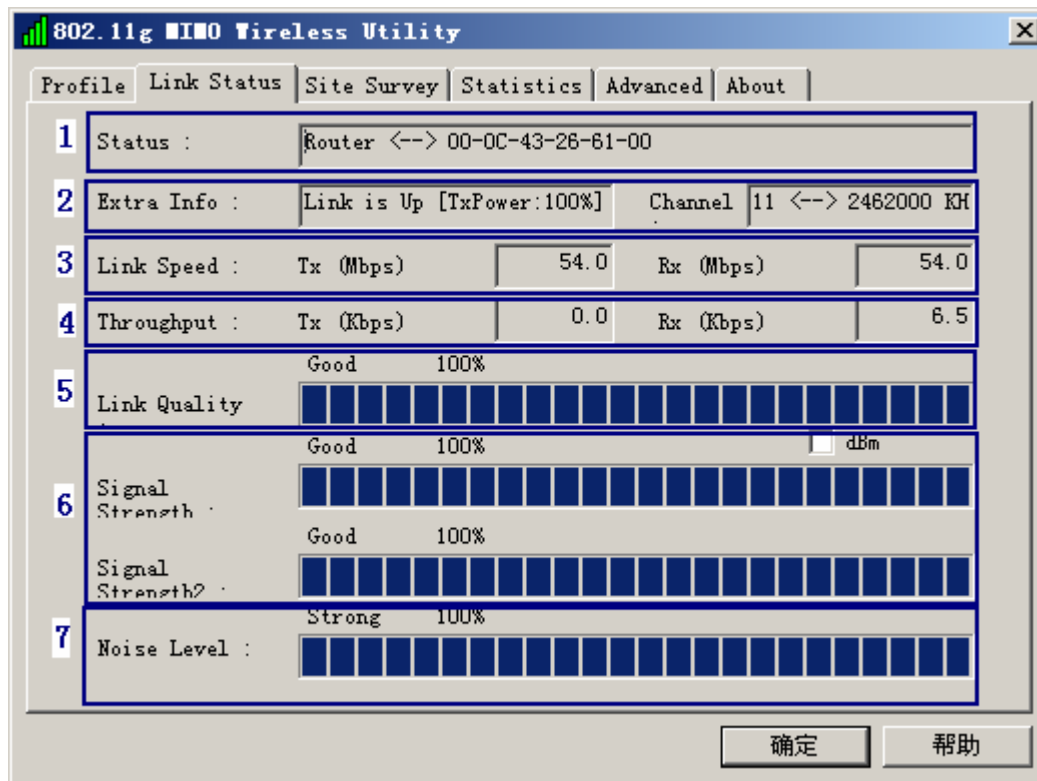 802.11g MIMO Wireless Utility
Profile Link Status Site Survey Statistics Advanced About
1 Status : Router <--> 00-0C-43-26-61-00
2 Extra Info : Link is Up [TxPower:100%] Channel : 11 <--> 2462000 KH
3 Link Speed : Tx (Mbps) 54.0 Rx (Mbps) 54.0
4 Throughput : Tx (Kbps) 0.0 Rx (Kbps) 6.5
Good 100%
5 Link Quality :
Good 100% dBm
6 Signal
Strength :
Good 100%
Signal
Strength2 :
Strong 100%
7 Noise Level :
确定 帮助